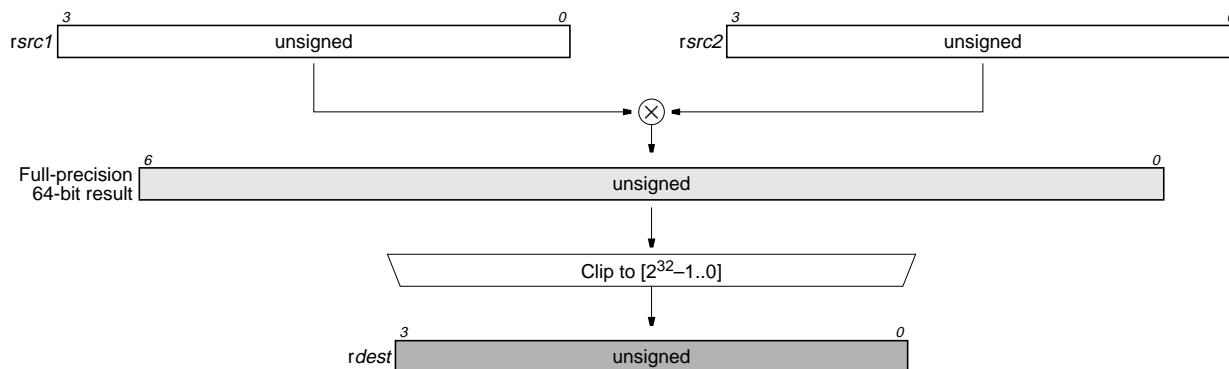 3 0 3
rsrc1 unsigned rsrc2 unsigned
6 0
Full-precision
64-bit result
unsigned
Clip to [2³²–1..0]
3 0
rdest unsigned